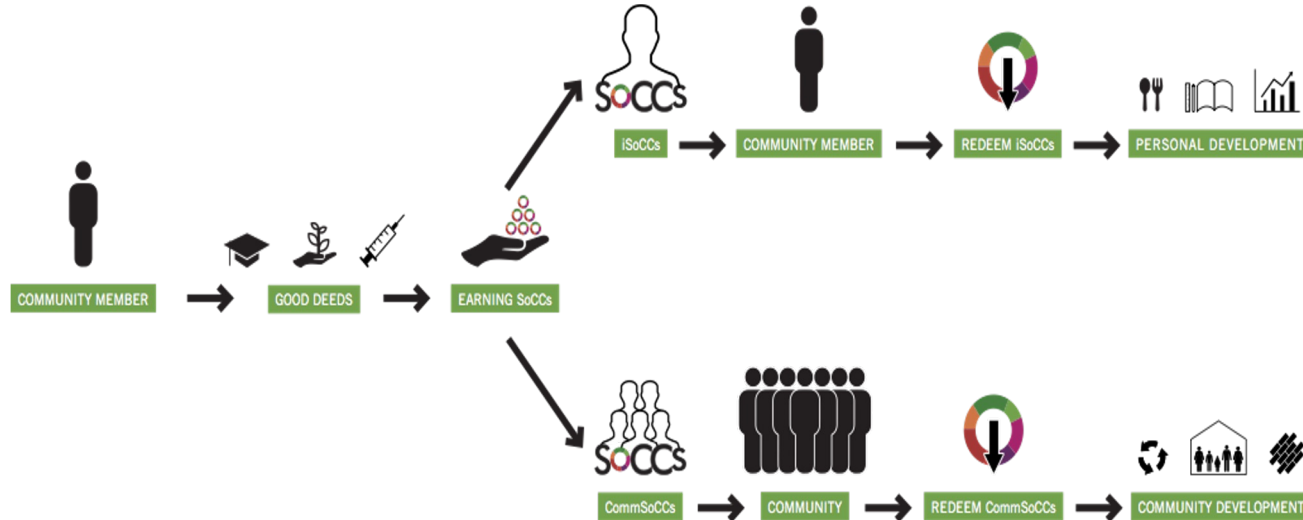 SoCCs
iSoCCs
COMMUNITY MEMBER
REDEEM iSoCCs
PERSONAL DEVELOPMENT
COMMUNITY MEMBER
GOOD DEEDS
EARNING SoCCs
SoCCs
CommSoCCs
COMMUNITY
REDEEM CommSoCCs
COMMUNITY DEVELOPMENT